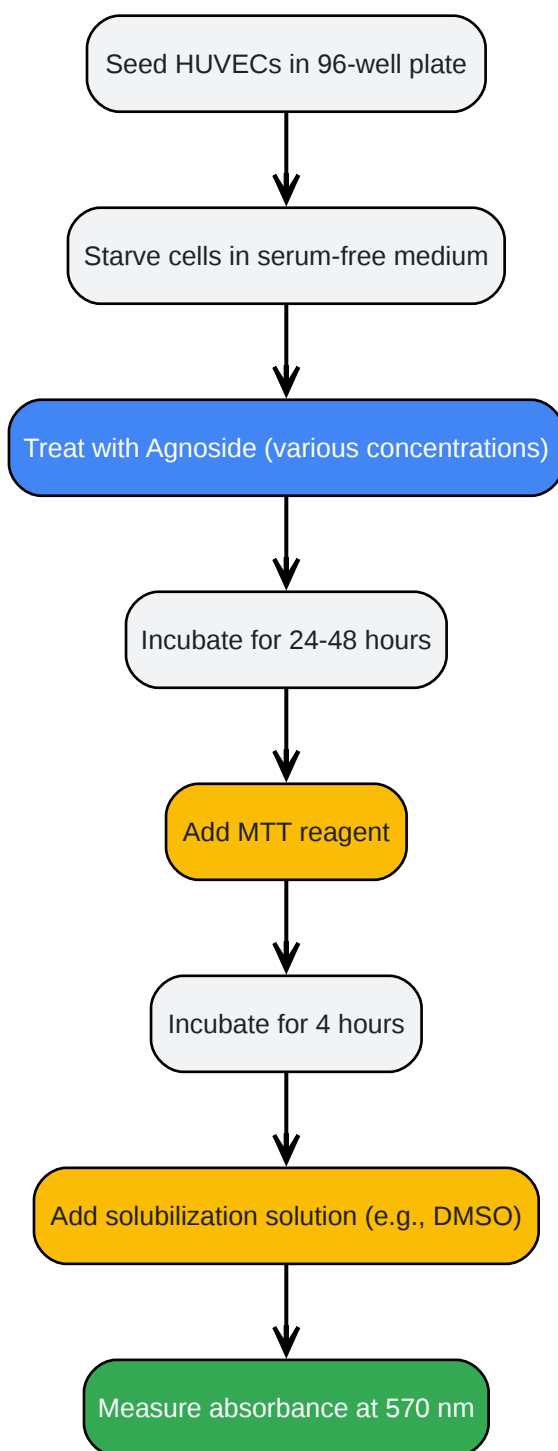 Seed HUVECs in 96-well plate
Starve cells in serum-free medium
Treat with Agnoside (various concentrations)
Incubate for 24-48 hours
Add MTT reagent
Incubate for 4 hours
Add solubilization solution (e.g., DMSO)
Measure absorbance at 570 nm